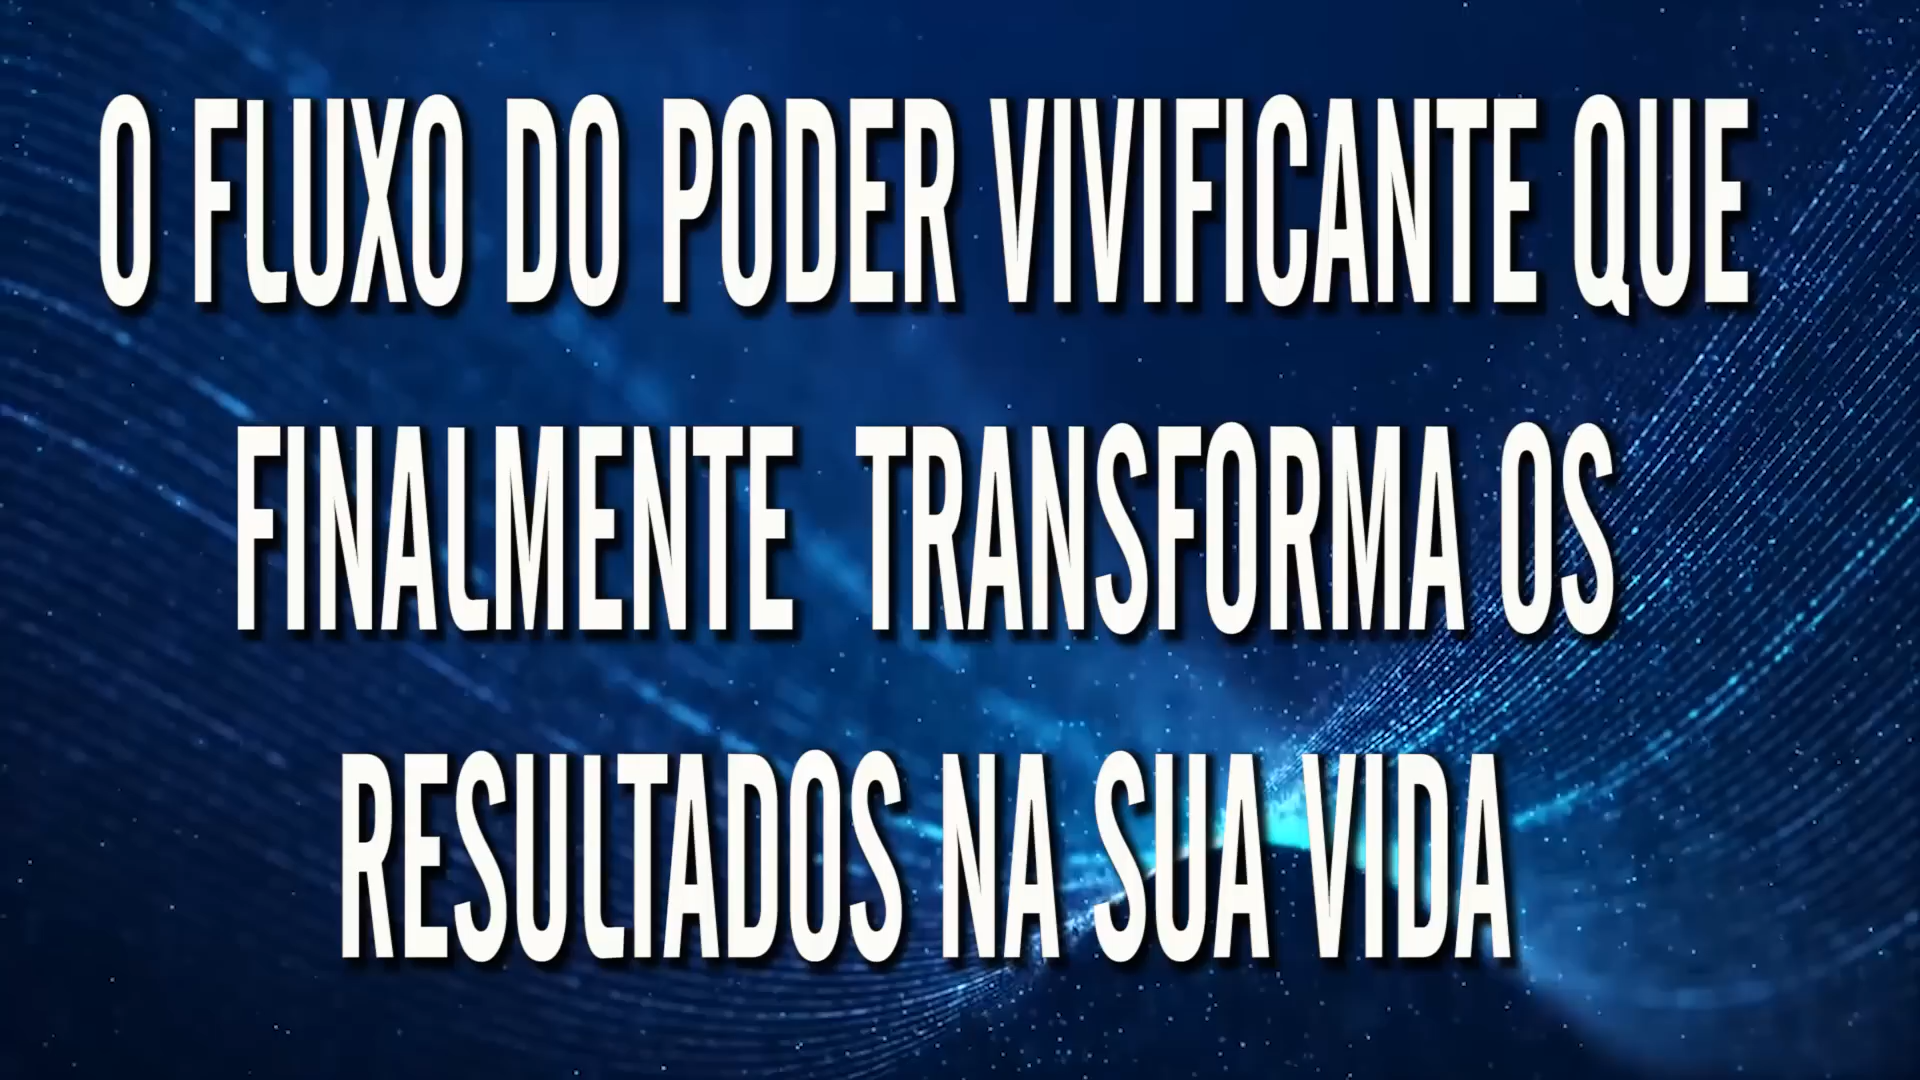 O FLUXO DO PODER VIVIFICANTE QUE
FINALMENTE TRANSFORMA OS
RESULTADOS NA SUA VIDA